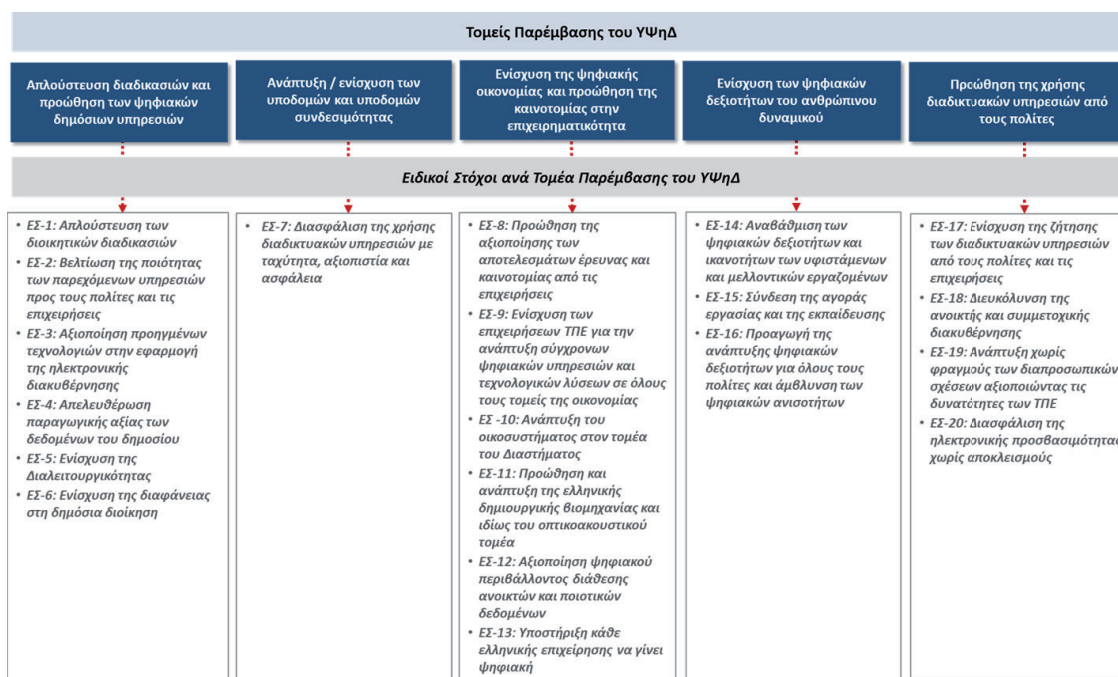 Τομείς Παρέμβασης του ΥΨηΔ
Απλούστευση διαδικασιών και
προώθηση των ψηφιακών
δημόσιων υπηρεσιών
Ανάπτυξη / ενίσχυση των
υποδομών και υποδομών
συνδεσιμότητας
Ενίσχυση της ψηφιακής
οικονομίας και προώθηση της
καινοτομίας στην
επιχειρηματικότητα
Ενίσχυση των ψηφιακών
δεξιοτήτων του ανθρώπινου
δυναμικού
Προώθηση της χρήσης
διαδικτυακών υπηρεσιών από
τους πολίτες
Ειδικοί Στόχοι ανά Τομέα Παρέμβασης του ΥΨηΔ
• ΕΣ-1: Απλούστευση των
διοικητικών διαδικασιών
• ΕΣ-2: Βελτίωση της ποιότητας
των παρεχόμενων υπηρεσιών
προς τους πολίτες και τις
επιχειρήσεις
• ΕΣ-3: Αξιοποίηση προηγμένων
τεχνολογιών στην εφαρμογή
της ηλεκτρονικής
διακυβέρνησης
• ΕΣ-4: Απελευθέρωση
παραγωγικής αξίας των
δεδομένων του δημοσίου
• ΕΣ-5: Ενίσχυση της
Διαλειτουργικότητας
• ΕΣ-6: Ενίσχυση της διαφάνειας
στη δημόσια διοίκηση
• ΕΣ-7: Διασφάλιση της χρήσης
διαδικτυακών υπηρεσιών με
ταχύτητα, αξιοπιστία και
ασφάλεια
• ΕΣ-8: Προώθηση της
αξιοποίησης των
αποτελεσμάτων έρευνας και
καινοτομίας από τις
επιχειρήσεις
• ΕΣ-9: Ενίσχυση των
επιχειρήσεων ΤΠΕ για την
ανάπτυξη σύγχρονων
ψηφιακών υπηρεσιών και
τεχνολογικών λύσεων σε όλους
τους τομείς της οικονομίας
• ΕΣ -10: Ανάπτυξη του
οικοσυστήματος στον τομέα
του Διαστήματος
• ΕΣ-11: Προώθηση και
ανάπτυξη της ελληνικής
δημιουργικής βιομηχανίας και
ιδίως του οπτικοακουστικού
τομέα
• ΕΣ-12: Αξιοποίηση ψηφιακού
περιβάλλοντος διάθεσης
ανοικτών και ποιοτικών
δεδομένων
• ΕΣ-13: Υποστήριξη κάθε
ελληνικής επιχείρησης να γίνει
ψηφιακή
• ΕΣ-14: Αναβάθμιση των
ψηφιακών δεξιοτήτων και
ικανοτήτων των υφιστάμενων
και μελλοντικών εργαζομένων
• ΕΣ-15: Σύνδεση της αγοράς
εργασίας και της εκπαίδευσης
• ΕΣ-16: Προαγωγή της
ανάπτυξης ψηφιακών
δεξιοτήτων για όλους τους
πολίτες και άμβλυνση των
ψηφιακών ανισοτήτων
• ΕΣ-17: Ενίσχυση της ζήτησης
των διαδικτυακών υπηρεσιών
από τους πολίτες και τις
επιχειρήσεις
• ΕΣ-18: Διευκόλυνση της
ανοικτής και συμμετοχικής
διακυβέρνησης
• ΕΣ-19: Ανάπτυξη χωρίς
φραγμούς των διαπροσωπικών
σχέσεων αξιοποιώντας τις
δυνατότητες των ΤΠΕ
• ΕΣ-20: Διασφάλιση της
ηλεκτρονικής προσβασιμότητας
χωρίς αποκλεισμούς